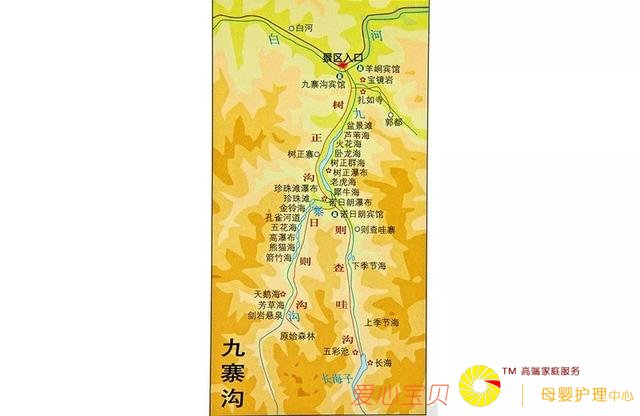 白河
白
河
景区入口
羊峒宾馆
九寨沟宾馆
宝镜岩
扎如寺
树
九
郭都
盆景滩
芦苇海
正
火花海
卧龙海
树正寨
树正群海
树正瀑布
沟
老虎海
珍珠滩瀑布
犀牛海
珍珠滩
诺日朗瀑布
金铃海
寨
诺日朗宾馆
孔雀河道
日
五花海
则
则查哇寨
高瀑布
熊猫海
查
箭竹海
则
下季节海
天鹅海
哇
芳草海
沟
剑岩悬泉
沟
上季节海
原始森林
沟
五彩池
长海
长海子
九寨沟
爱心宝贝
TM 高端家庭服务
母婴护理中心